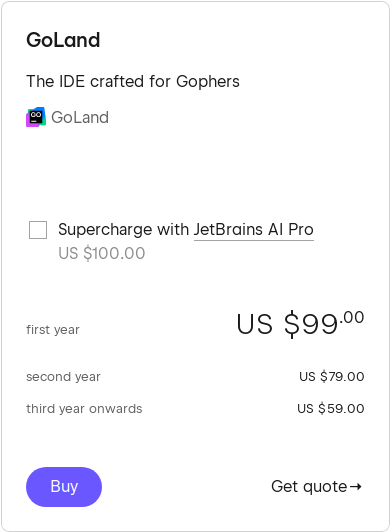 GoLand
The IDE crafted for Gophers
GO GoLand
Supercharge with JetBrains AI Pro
US $100.00
first year US $99.00
second year US $79.00
third year onwards US $59.00
Buy Get quote→